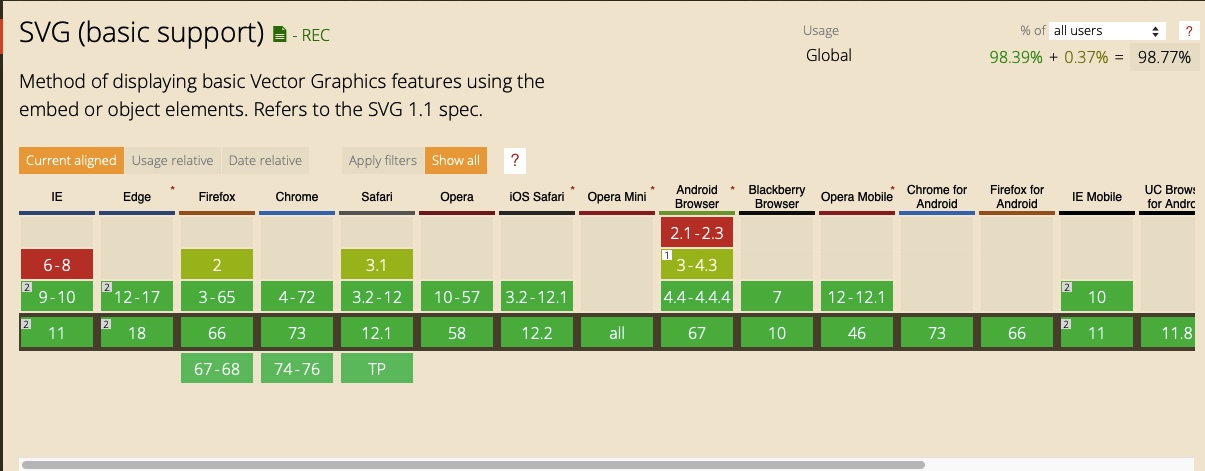 SVG (basic support) - REC
Usage % of all users ?
Global 98.39% + 0.37% = 98.77%
Method of displaying basic Vector Graphics features using the
embed or object elements. Refers to the SVG 1.1 spec.
Current aligned Usage relative Date relative Apply filters Show all ?
IE Edge * Firefox Chrome Safari Opera iOS Safari * Opera Mini * Android Browser * Blackberry Browser Opera Mobile * Chrome for Android Firefox for Android IE Mobile UC Brows for Andro
2.1-2.3
6-8 2 3.1 1 3-4.3
2 9-10 2 12-17 3-65 4-72 3.2-12 10-57 3.2-12.1 4.4-4.4.4 7 12-12.1 2 10
2 11 2 18 66 73 12.1 58 12.2 all 67 10 46 73 66 2 11 11.8
67-68 74-76 TP